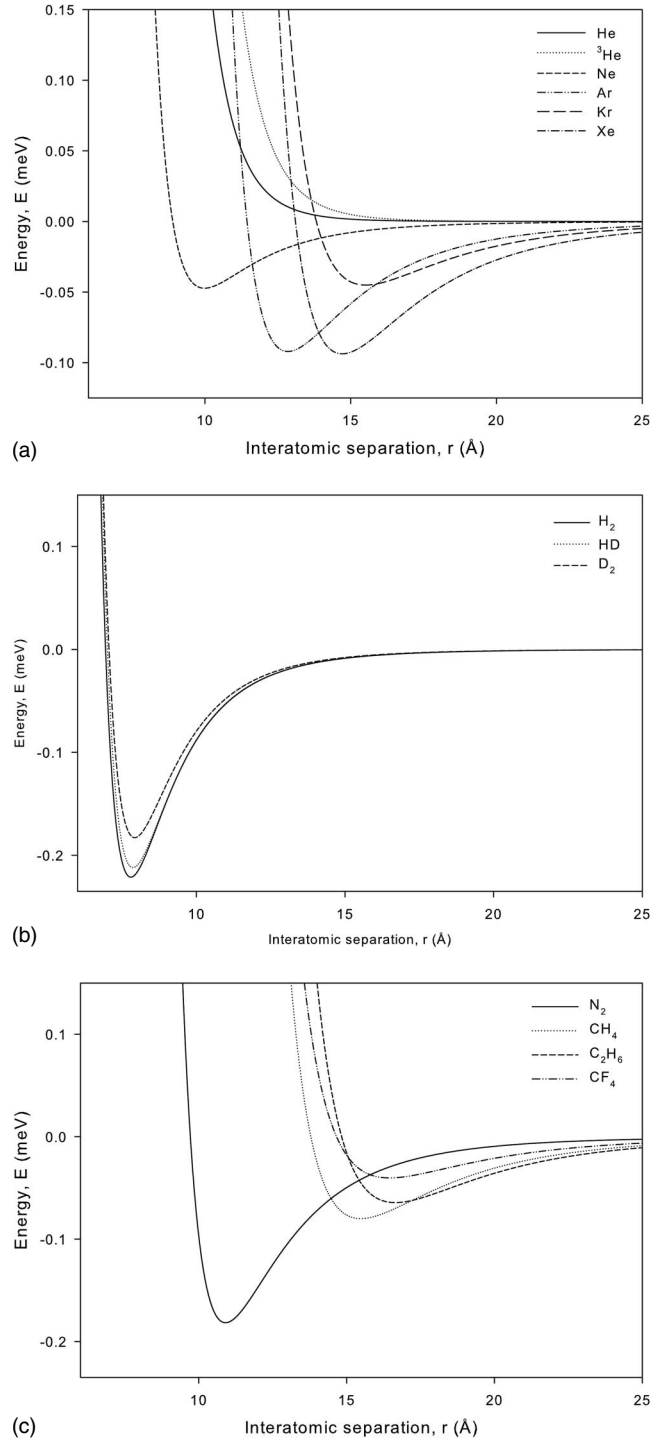 0.15
0.10
0.05
0.00
-0.05
-0.10
Energy, E (meV)
He
³He
Ne
Ar
Kr
Xe
10 15 20 25
(a) Interatomic separation, r (Å)
0.1
0.0
-0.1
-0.2
Energy, E (meV)
H₂
HD
D₂
10 15 20 25
(b) Interatomic separation, r (Å)
0.1
0.0
-0.1
-0.2
Energy, E (meV)
N₂
CH₄
C₂H₆
CF₄
10 15 20 25
(c) Interatomic separation, r (Å)